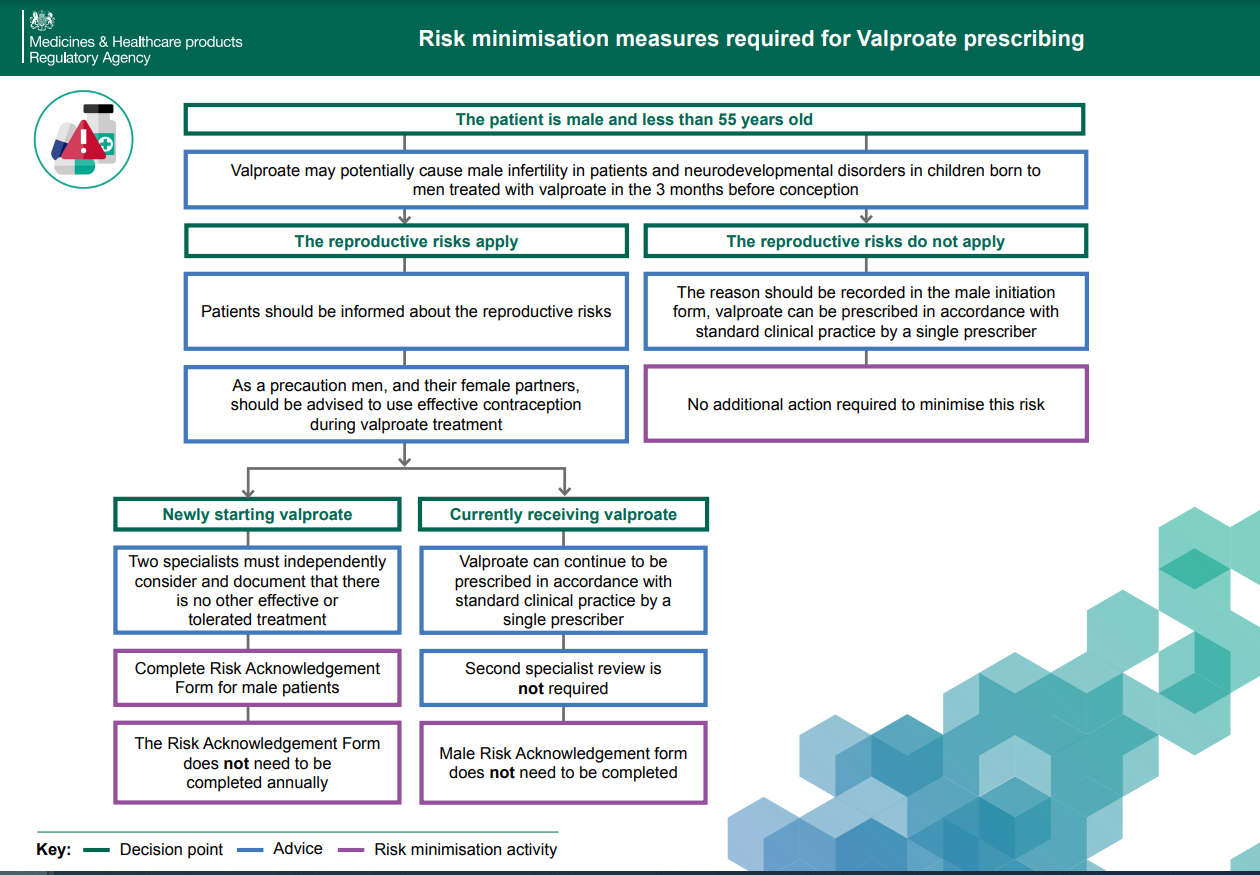 Medicines & Healthcare products
Regulatory Agency
Risk minimisation measures required for Valproate prescribing
The patient is male and less than 55 years old
Valproate may potentially cause male infertility in patients and neurodevelopmental disorders in children born to
men treated with valproate in the 3 months before conception
The reproductive risks apply
The reproductive risks do not apply
Patients should be informed about the reproductive risks
The reason should be recorded in the male initiation
form, valproate can be prescribed in accordance with
standard clinical practice by a single prescriber
As a precaution men, and their female partners,
should be advised to use effective contraception
during valproate treatment
No additional action required to minimise this risk
Newly starting valproate
Currently receiving valproate
Two specialists must independently
consider and document that there
is no other effective or
tolerated treatment
Valproate can continue to be
prescribed in accordance with
standard clinical practice by a
single prescriber
Complete Risk Acknowledgement
Form for male patients
Second specialist review is
not required
The Risk Acknowledgement Form
does not need to be
completed annually
Male Risk Acknowledgement form
does not need to be completed
Key: Decision point Advice Risk minimisation activity